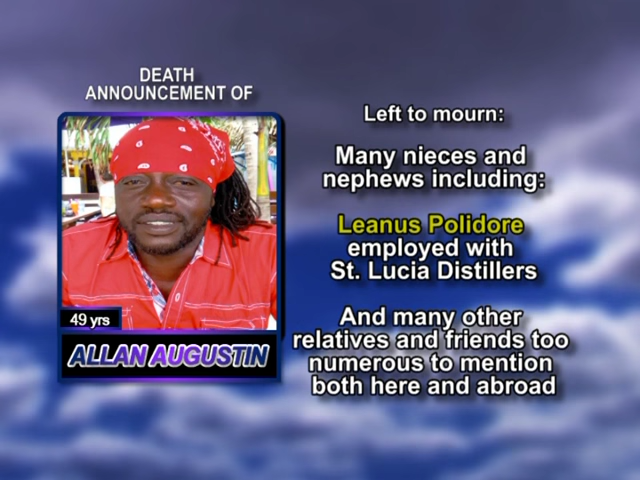 DEATH
ANNOUNCEMENT OF
49 yrs
ALLAN AUGUSTIN
Left to mourn:
Many nieces and
nephews including:
Leanus Polidore
employed with
St. Lucia Distillers
And many other
relatives and friends too
numerous to mention
both here and abroad